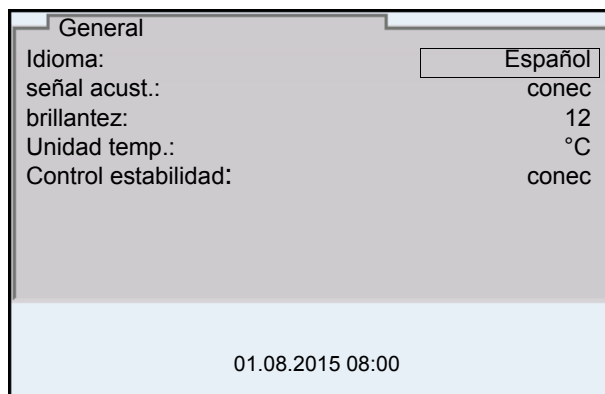 General
Idioma: Español
señal acust.: conec
brillantez: 12
Unidad temp.: °C
Control estabilidad: conec
01.08.2015 08:00